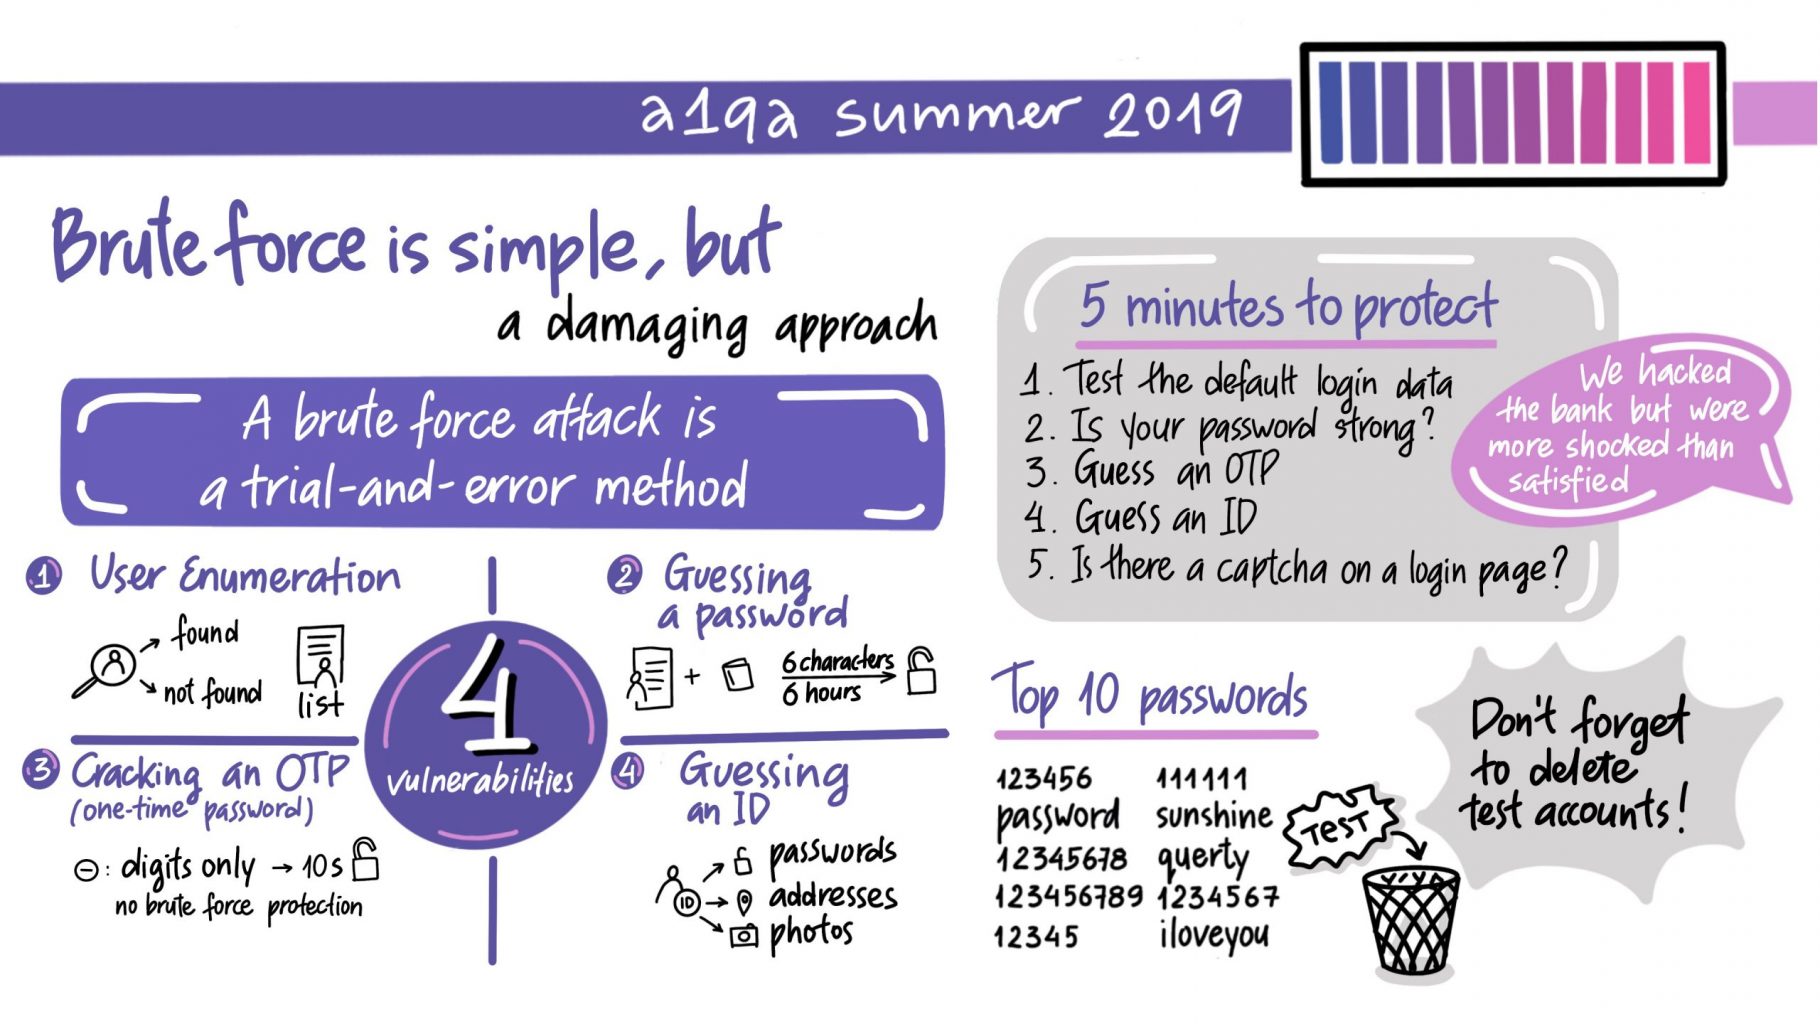 a1qa summer 2019
Brute force is simple, but
a damaging approach
A brute force attack is
a trial-and-error method
1 User Enumeration
found
not found
list
2 Guessing
a password
+
6 characters
6 hours
4
vulnerabilities
3 Cracking an OTP
(one-time password)
: digits only → 10s
no brute force protection
4 Guessing
an ID
ID
passwords
addresses
photos
5 minutes to protect
1. Test the default login data
2. Is your password strong?
3. Guess an OTP
4. Guess an ID
5. Is there a captcha on a login page?
We hacked
the bank but were
more shocked than
satisfied
Top 10 passwords
123456
password
12345678
123456789
12345
111111
sunshine
querty
1234567
iloveyou
TEST
Don't forget
to delete
test accounts!